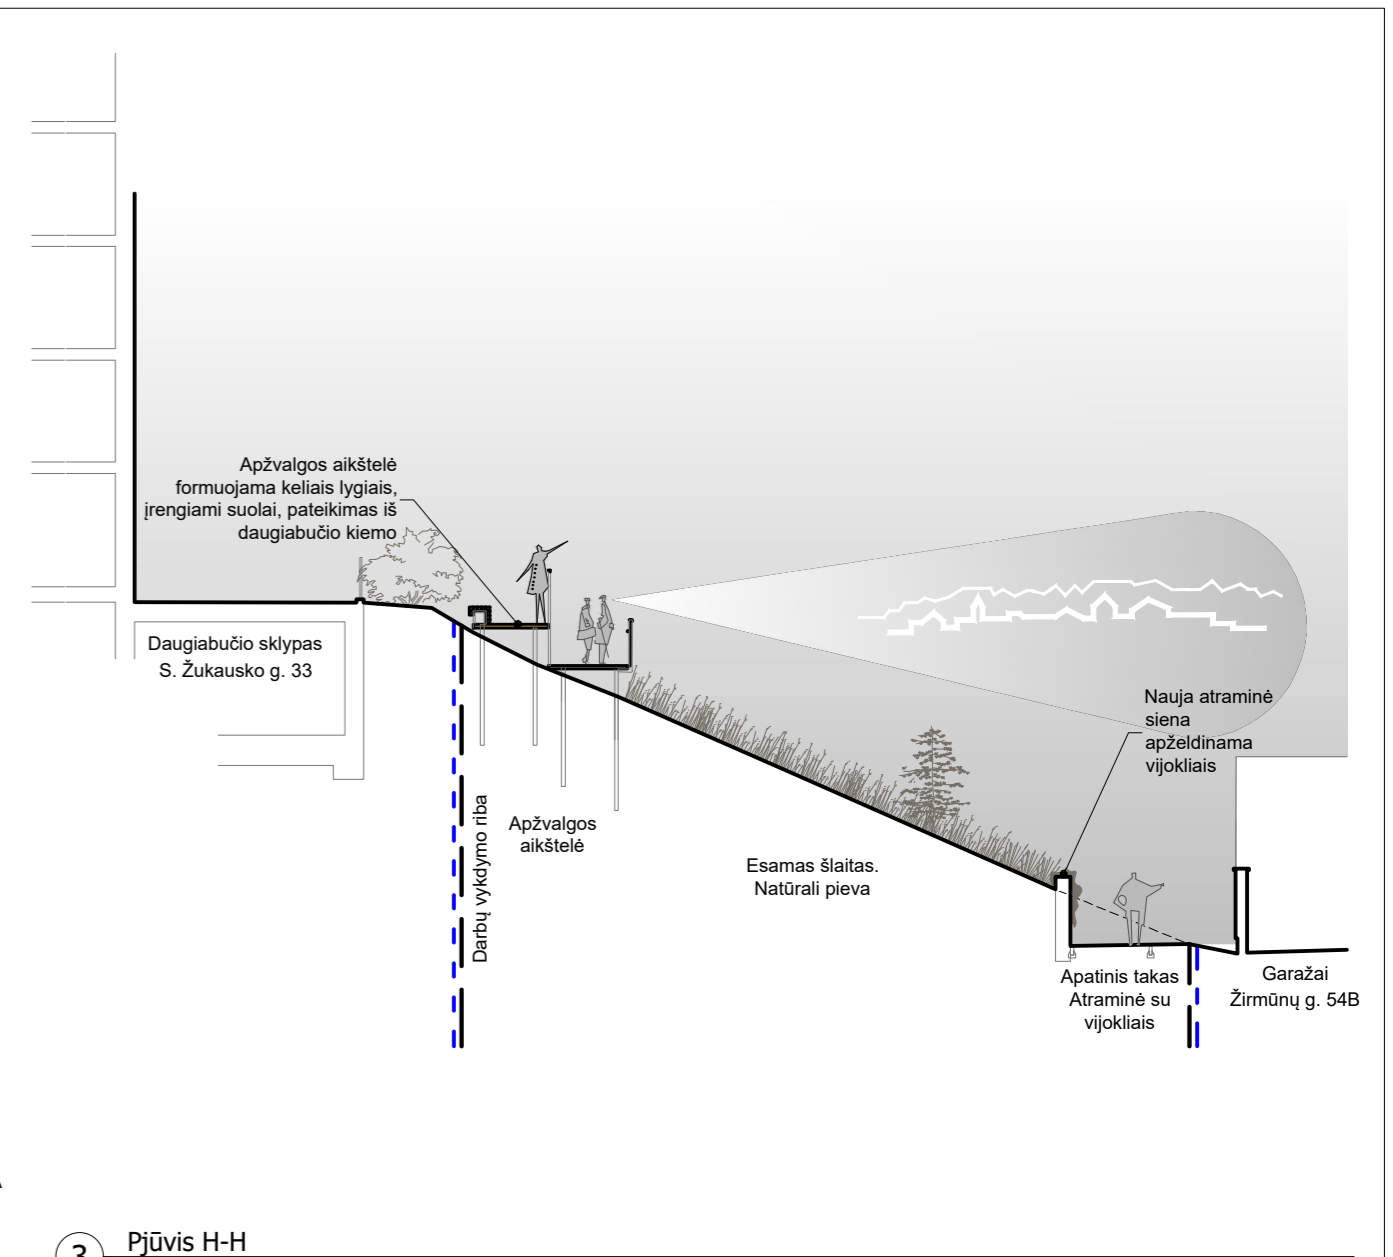 Apžvalgos aikštelė
formuojama keliais lygiais,
įrengiami suolai, pateikimas iš
daugiabučio kiemo
Daugiabučio sklypas
S. Žukausko g. 33
Darbų vykdymo riba
Apžvalgos
aikštelė
Esamas šlaitas.
Natūrali pieva
Nauja atraminė
siena
apželdinama
vijokliais
Apatinis takas
Atraminė su
vijokliais
Garažai
Žirmūnų g. 54B
3
Pjūvis H-H